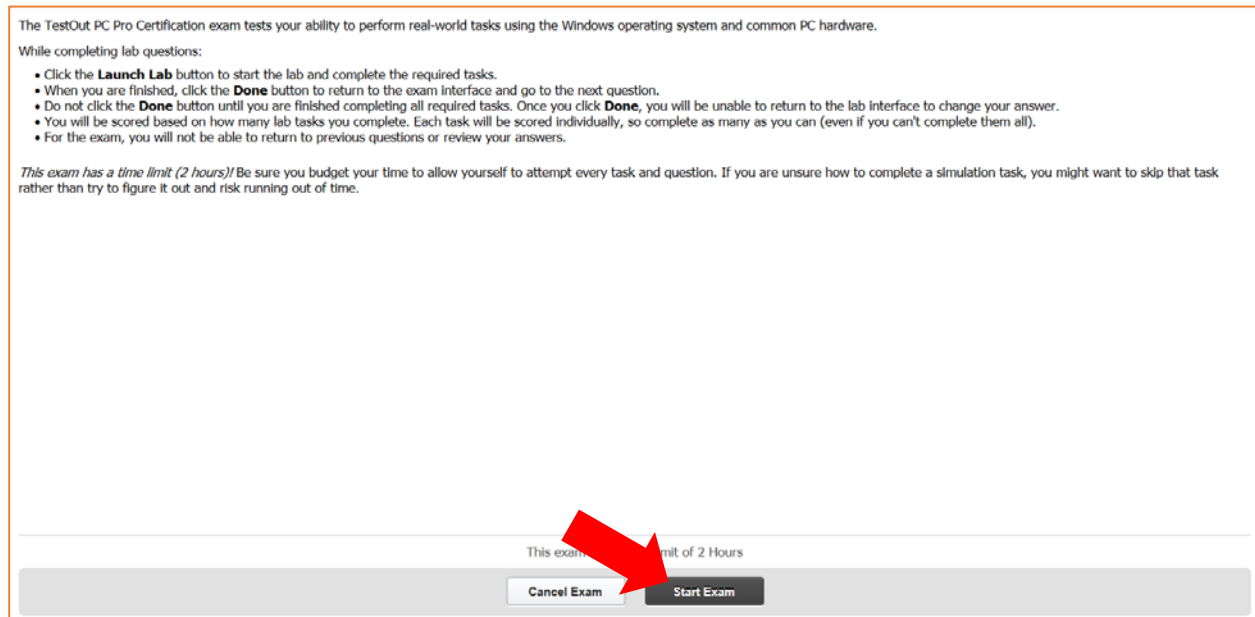 The TestOut PC Pro Certification exam tests your ability to perform real-world tasks using the Windows operating system and common PC hardware.
While completing lab questions:
• Click the Launch Lab button to start the lab and complete the required tasks.
• When you are finished, click the Done button to return to the exam interface and go to the next question.
• Do not click the Done button until you are finished completing all required tasks. Once you click Done, you will be unable to return to the lab interface to change your answer.
• You will be scored based on how many lab tasks you complete. Each task will be scored individually, so complete as many as you can (even if you can't complete them all).
• For the exam, you will not be able to return to previous questions or review your answers.
This exam has a time limit (2 hours)! Be sure you budget your time to allow yourself to attempt every task and question. If you are unsure how to complete a simulation task, you might want to skip that task
rather than try to figure it out and risk running out of time.
This exam mit of 2 Hours
Cancel Exam Start Exam